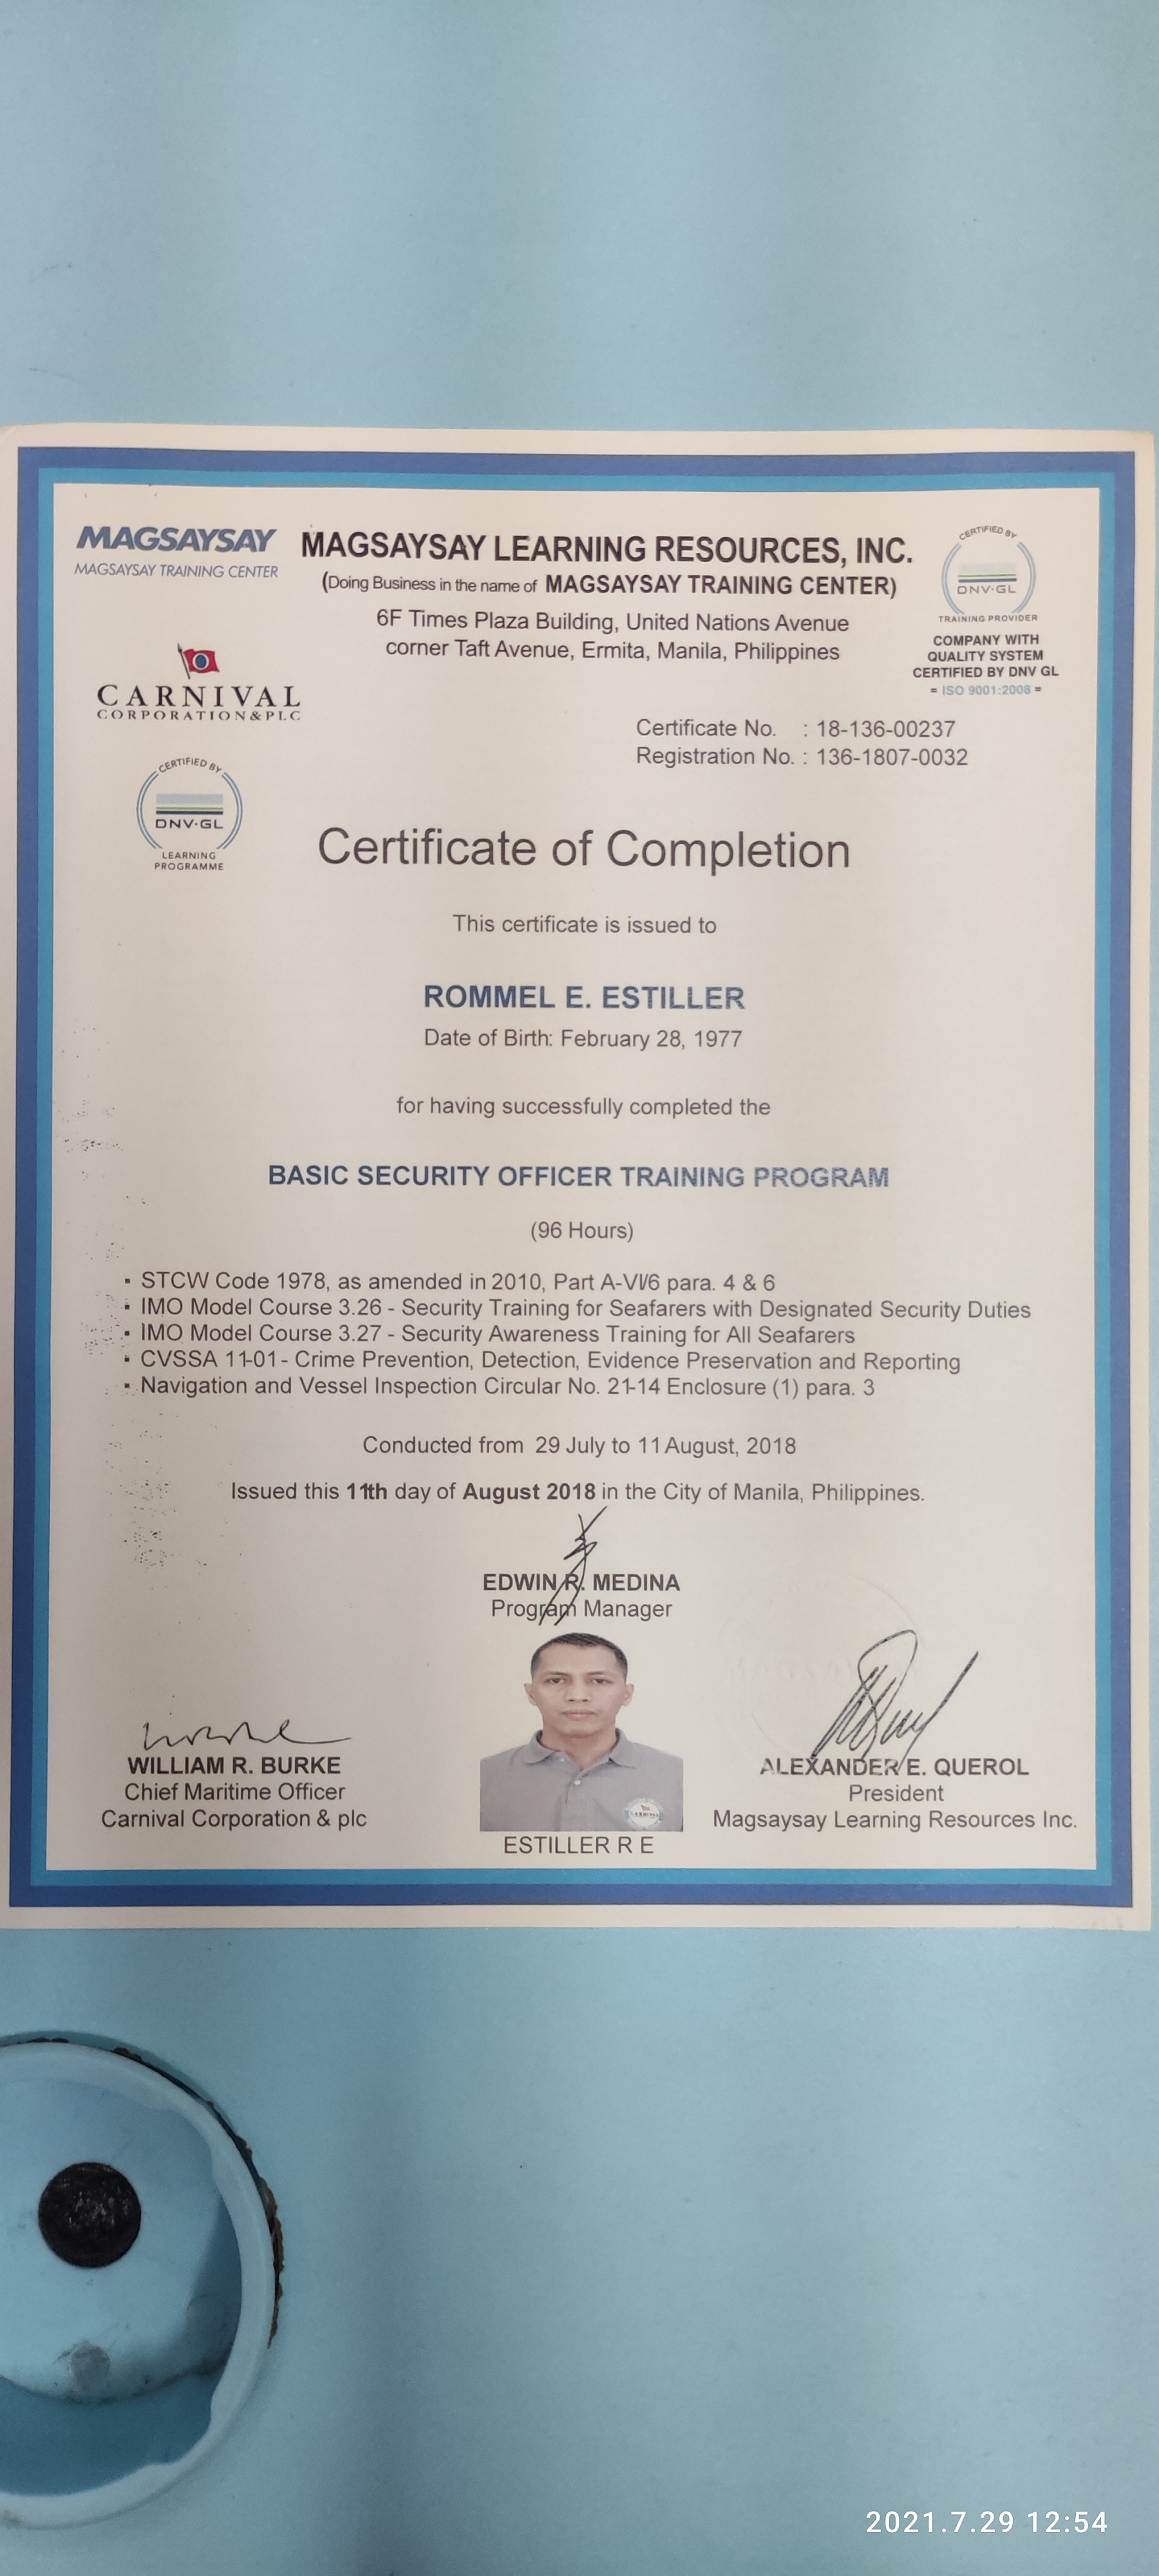 MAGSAYSAY
MAGSAYSAY TRAINING CENTER
MAGSAYSAY LEARNING RESOURCES, INC.
(Doing Business in the name of MAGSAYSAY TRAINING CENTER)
6F Times Plaza Building, United Nations Avenue
corner Taft Avenue, Ermita, Manila, Philippines
CERTIFIED BY
DNV·GL
TRAINING PROVIDER
COMPANY WITH
QUALITY SYSTEM
CERTIFIED BY DNV GL
= ISO 9001:2008 =
CARNIVAL
CORPORATION&PLC
Certificate No. : 18-136-00237
Registration No. : 136-1807-0032
CERTIFIED BY
DNV·GL
LEARNING
PROGRAMME
Certificate of Completion
This certificate is issued to
ROMMEL E. ESTILLER
Date of Birth: February 28, 1977
for having successfully completed the
BASIC SECURITY OFFICER TRAINING PROGRAM
(96 Hours)
▪ STCW Code 1978, as amended in 2010, Part A-VI/6 para. 4 & 6
▪ IMO Model Course 3.26 - Security Training for Seafarers with Designated Security Duties
▪ IMO Model Course 3.27 - Security Awareness Training for All Seafarers
▪ CVSSA 11-01 - Crime Prevention, Detection, Evidence Preservation and Reporting
▪ Navigation and Vessel Inspection Circular No. 21-14 Enclosure (1) para. 3
Conducted from 29 July to 11 August, 2018
Issued this 11th day of August 2018 in the City of Manila, Philippines.
EDWIN R. MEDINA
Program Manager
WILLIAM R. BURKE
Chief Maritime Officer
Carnival Corporation & plc
ALEXANDER E. QUEROL
President
Magsaysay Learning Resources Inc.
ESTILLER R E
2021.7.29 12:54